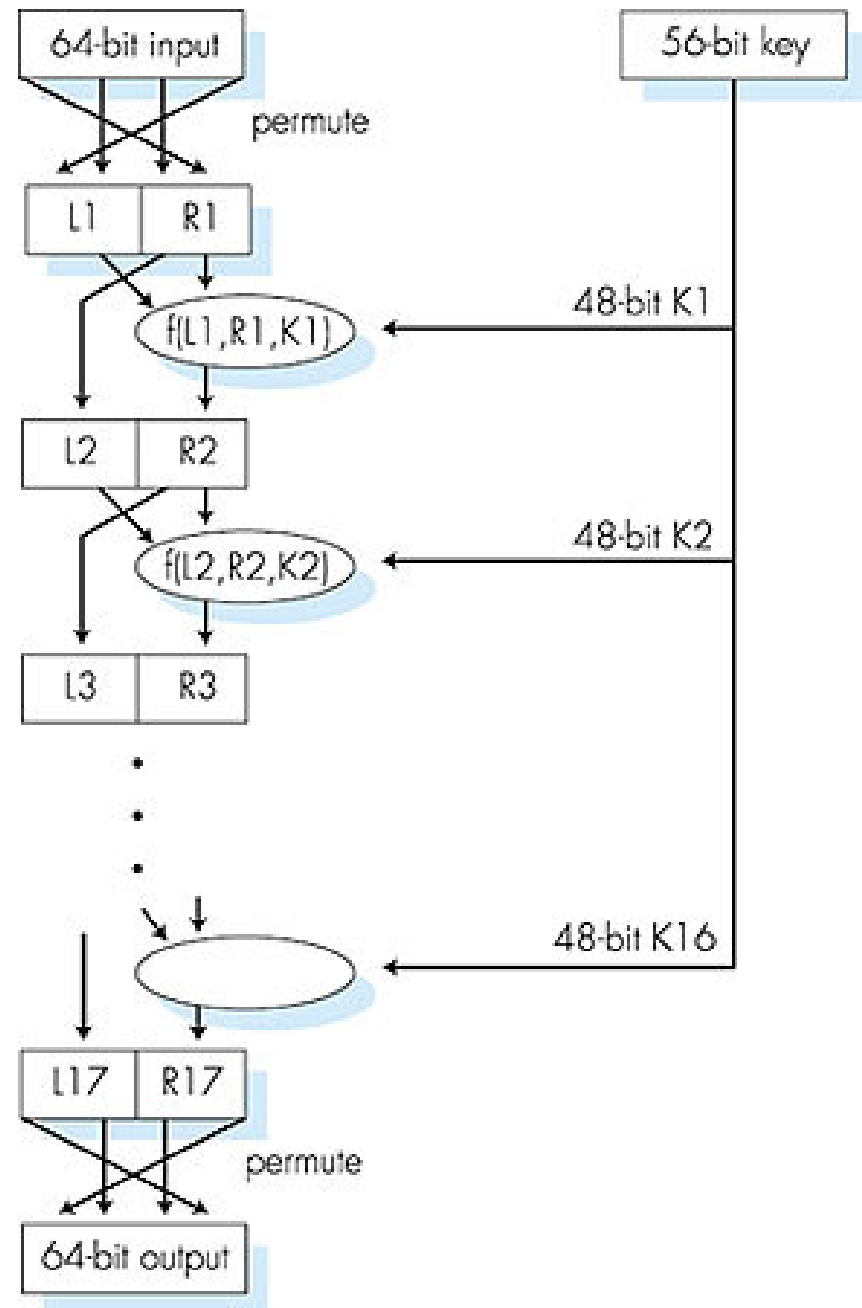 64-bit input
56-bit key
permute
L1 R1
48-bit K1
f(L1,R1,K1)
L2 R2
48-bit K2
f(L2,R2,K2)
L3 R3
48-bit K16
L17 R17
permute
64-bit output